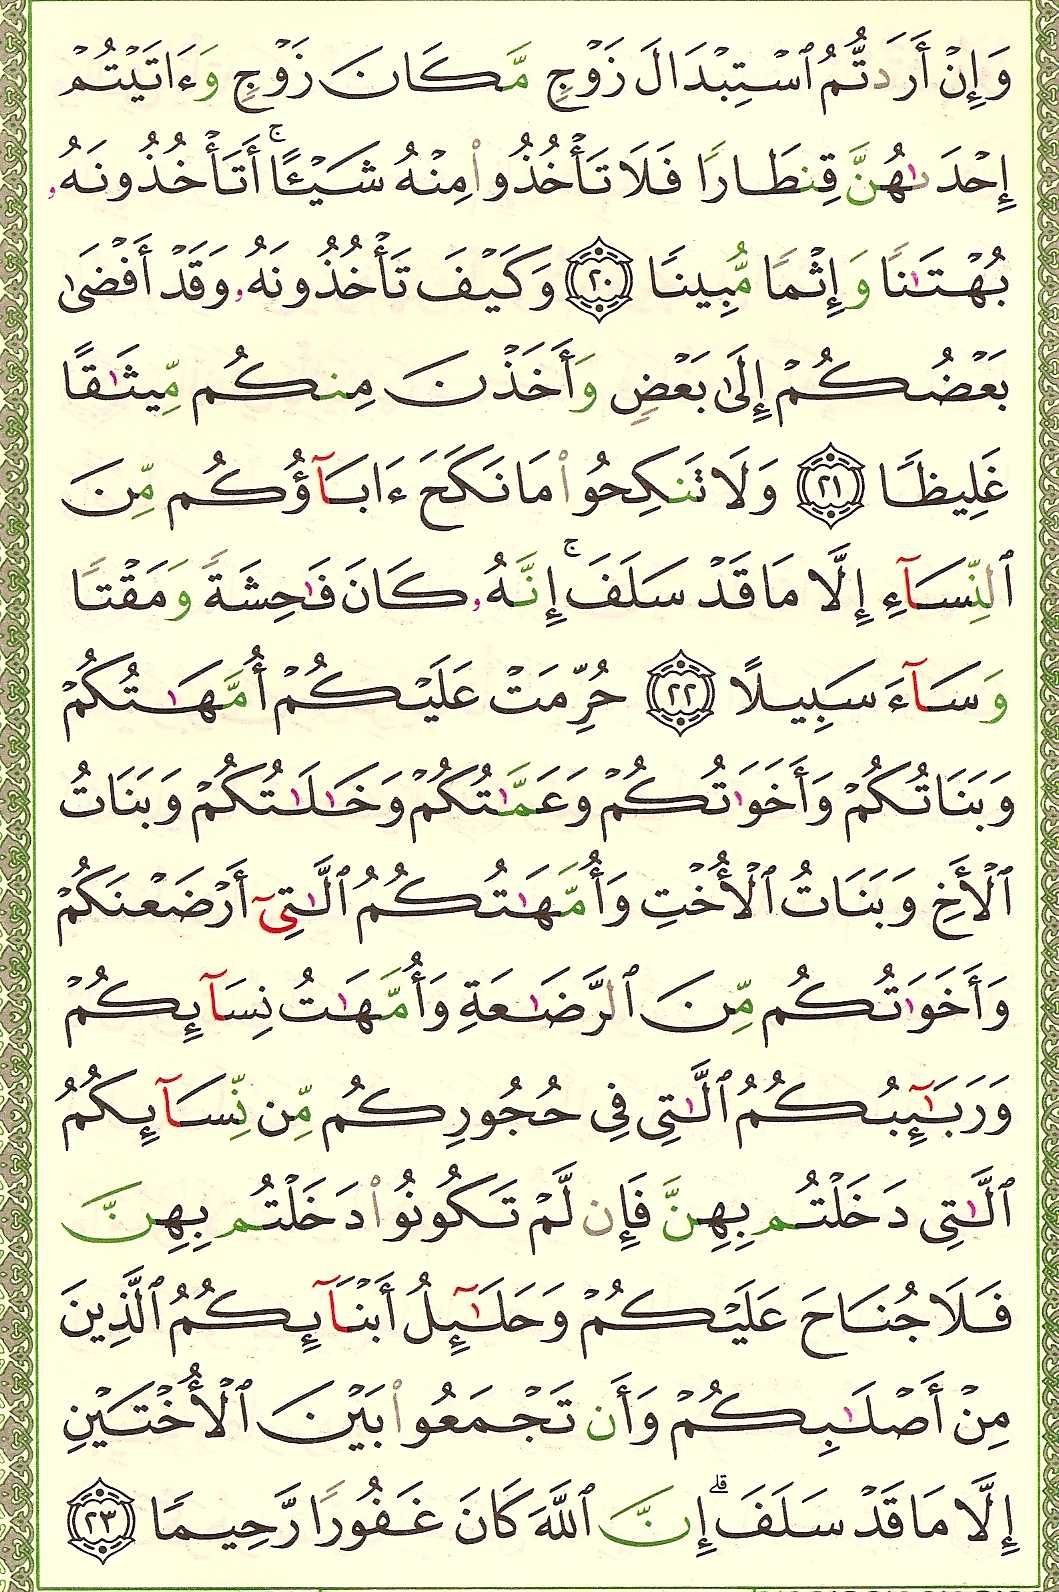 وَإِنْ أَرَدتُّمُ ٱسْتِبْدَالَ زَوْجٍ مَّكَانَ زَوْجٍ وَءَاتَيْتُمْ
إِحْدَىٰهُنَّ قِنطَارًا فَلَا تَأْخُذُوا۟ مِنْهُ شَيْـًٔا ۚ أَتَأْخُذُونَهُۥ
بُهْتَـٰنًا وَإِثْمًا مُّبِينًا ٢٠ وَكَيْفَ تَأْخُذُونَهُۥ وَقَدْ أَفْضَىٰ
بَعْضُكُمْ إِلَىٰ بَعْضٍ وَأَخَذْنَ مِنكُم مِّيثَـٰقًا
غَلِيظًا ٢١ وَلَا تَنكِحُوا۟ مَا نَكَحَ ءَابَآؤُكُم مِّنَ
ٱلنِّسَآءِ إِلَّا مَا قَدْ سَلَفَ ۚ إِنَّهُۥ كَانَ فَـٰحِشَةً وَمَقْتًا
وَسَآءَ سَبِيلًا ٢٢ حُرِّمَتْ عَلَيْكُمْ أُمَّهَـٰتُكُمْ
وَبَنَاتُكُمْ وَأَخَوَٰتُكُمْ وَعَمَّـٰتُكُمْ وَخَـٰلَـٰتُكُمْ وَبَنَاتُ
ٱلْأَخِ وَبَنَاتُ ٱلْأُخْتِ وَأُمَّهَـٰتُكُمُ ٱلَّـٰتِىٓ أَرْضَعْنَكُمْ
وَأَخَوَٰتُكُم مِّنَ ٱلرَّضَـٰعَةِ وَأُمَّهَـٰتُ نِسَآئِكُمْ
وَرَبَـٰٓئِبُكُمُ ٱلَّـٰتِى فِى حُجُورِكُم مِّن نِّسَآئِكُمُ
ٱلَّـٰتِى دَخَلْتُم بِهِنَّ فَإِن لَّمْ تَكُونُوا۟ دَخَلْتُم بِهِنَّ
فَلَا جُنَاحَ عَلَيْكُمْ وَحَلَـٰٓئِلُ أَبْنَآئِكُمُ ٱلَّذِينَ
مِنْ أَصْلَـٰبِكُمْ وَأَن تَجْمَعُوا۟ بَيْنَ ٱلْأُخْتَيْنِ
إِلَّا مَا قَدْ سَلَفَ ۗ إِنَّ ٱللَّهَ كَانَ غَفُورًا رَّحِيمًا ٢٣